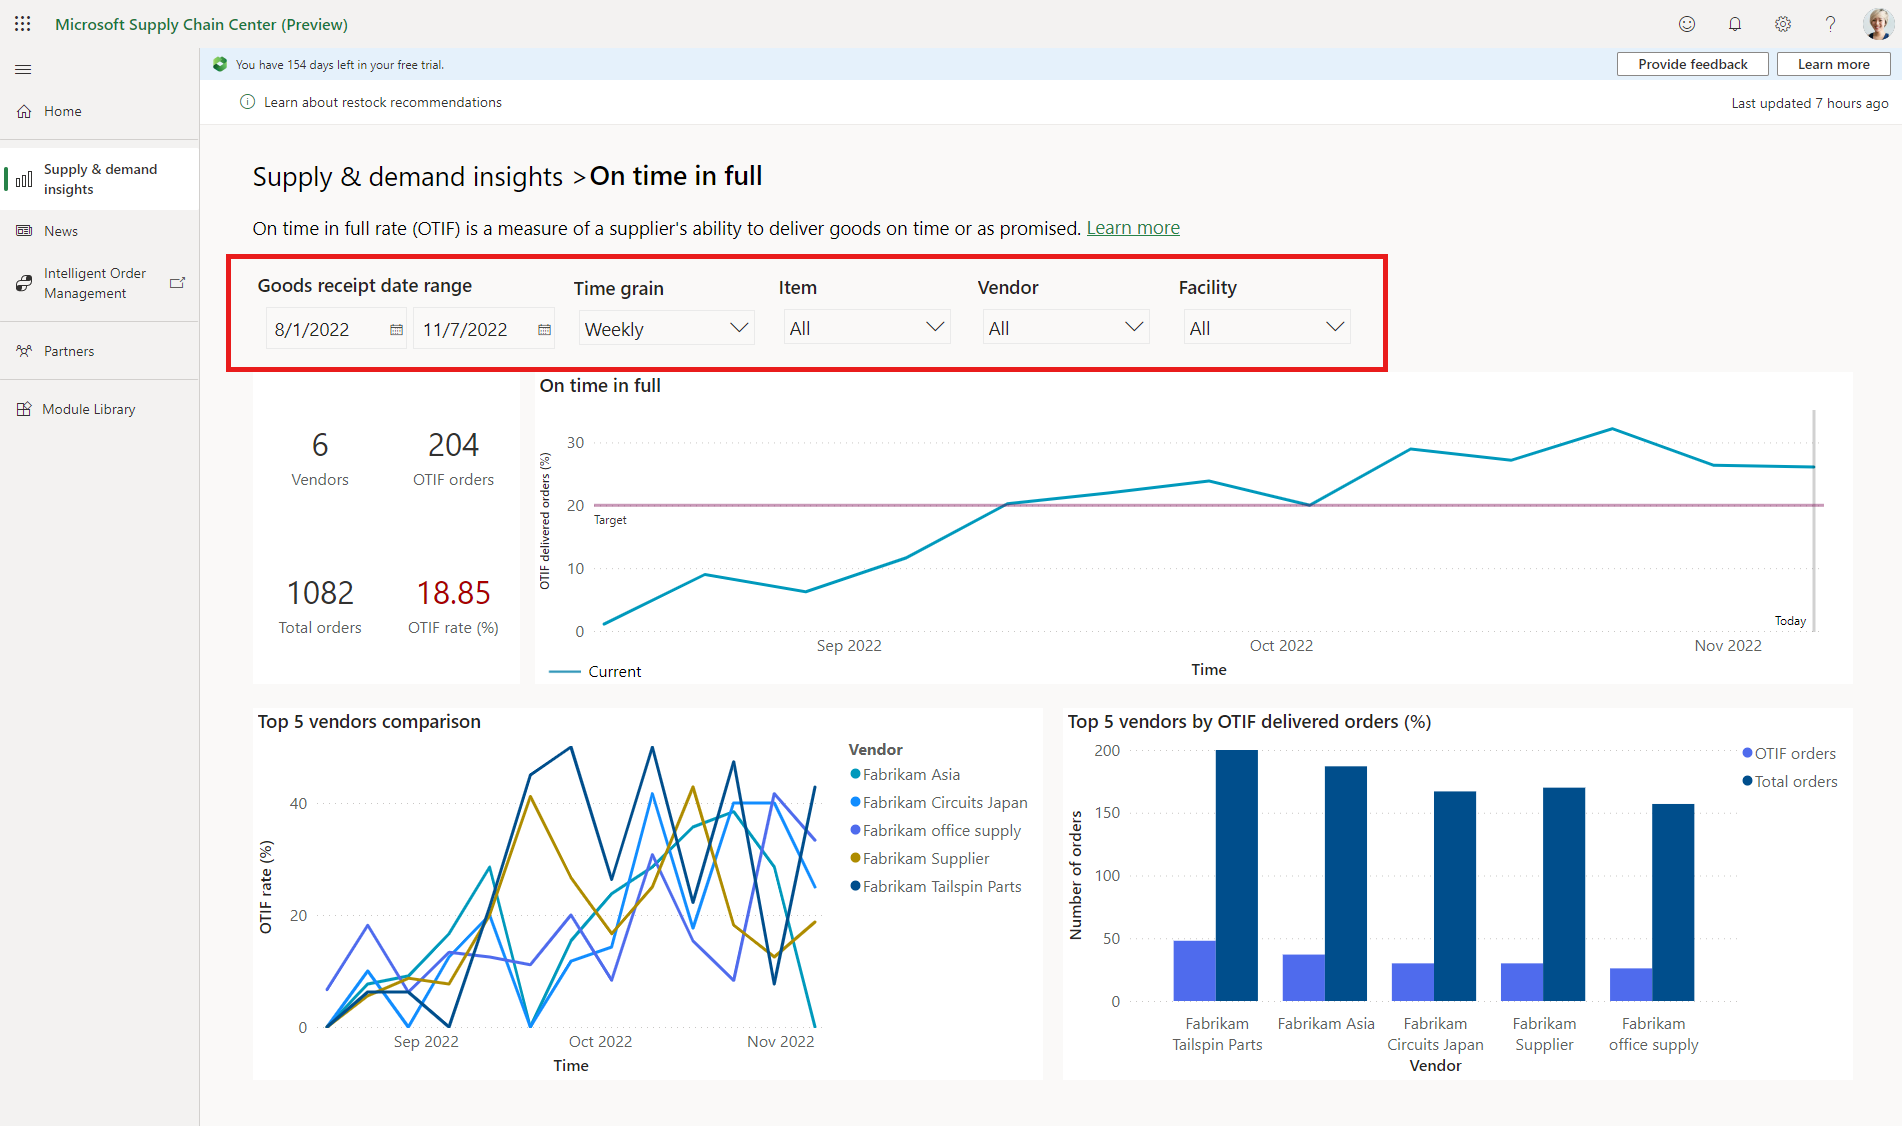 Microsoft Supply Chain Center (Preview)
You have 154 days left in your free trial.
Provide feedback
Learn more
Learn about restock recommendations
Last updated 7 hours ago
Home
Supply & demand
insights
News
Intelligent Order
Management
Partners
Module Library
Supply & demand insights >On time in full
On time in full rate (OTIF) is a measure of a supplier's ability to deliver goods on time or as promised. Learn more
Goods receipt date range
8/1/2022
11/7/2022
Time grain
Weekly
Item
All
Vendor
All
Facility
All
6
Vendors
204
OTIF orders
1082
Total orders
18.85
OTIF rate (%)
On time in full
OTIF delivered orders (%)
30
20
10
0
Target
Today
Sep 2022
Oct 2022
Nov 2022
Time
Current
Top 5 vendors comparison
OTIF rate (%)
40
20
0
Sep 2022
Oct 2022
Nov 2022
Time
Vendor
Fabrikam Asia
Fabrikam Circuits Japan
Fabrikam office supply
Fabrikam Supplier
Fabrikam Tailspin Parts
Top 5 vendors by OTIF delivered orders (%)
Number of orders
200
150
100
50
0
OTIF orders
Total orders
Fabrikam
Tailspin Parts
Fabrikam Asia
Fabrikam
Circuits Japan
Fabrikam
Supplier
Fabrikam
office supply
Vendor